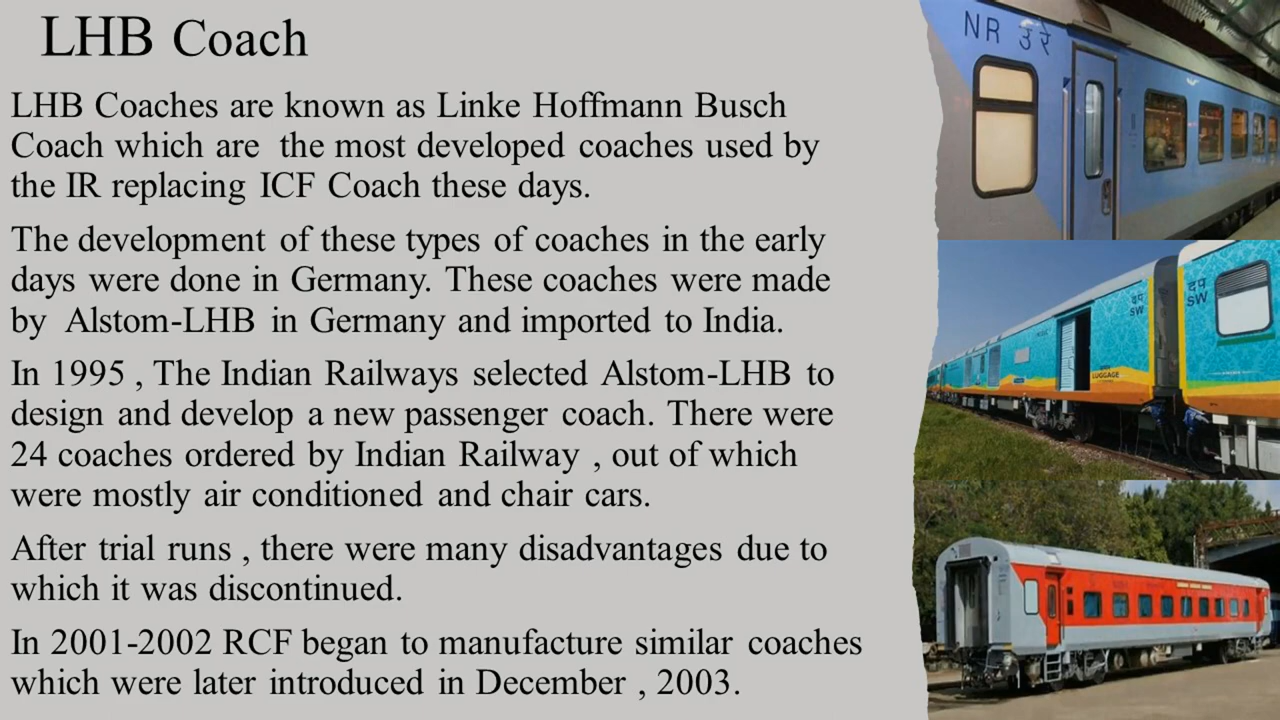 LHB Coach
LHB Coaches are known as Linke Hoffmann Busch
Coach which are the most developed coaches used by
the IR replacing ICF Coach these days.
The development of these types of coaches in the early
days were done in Germany. These coaches were made
by Alstom-LHB in Germany and imported to India.
In 1995 , The Indian Railways selected Alstom-LHB to
design and develop a new passenger coach. There were
24 coaches ordered by Indian Railway , out of which
were mostly air conditioned and chair cars.
After trial runs , there were many disadvantages due to
which it was discontinued.
In 2001-2002 RCF began to manufacture similar coaches
which were later introduced in December , 2003.
NR उरे
दप
SW
दप
SW
LUGGAGE